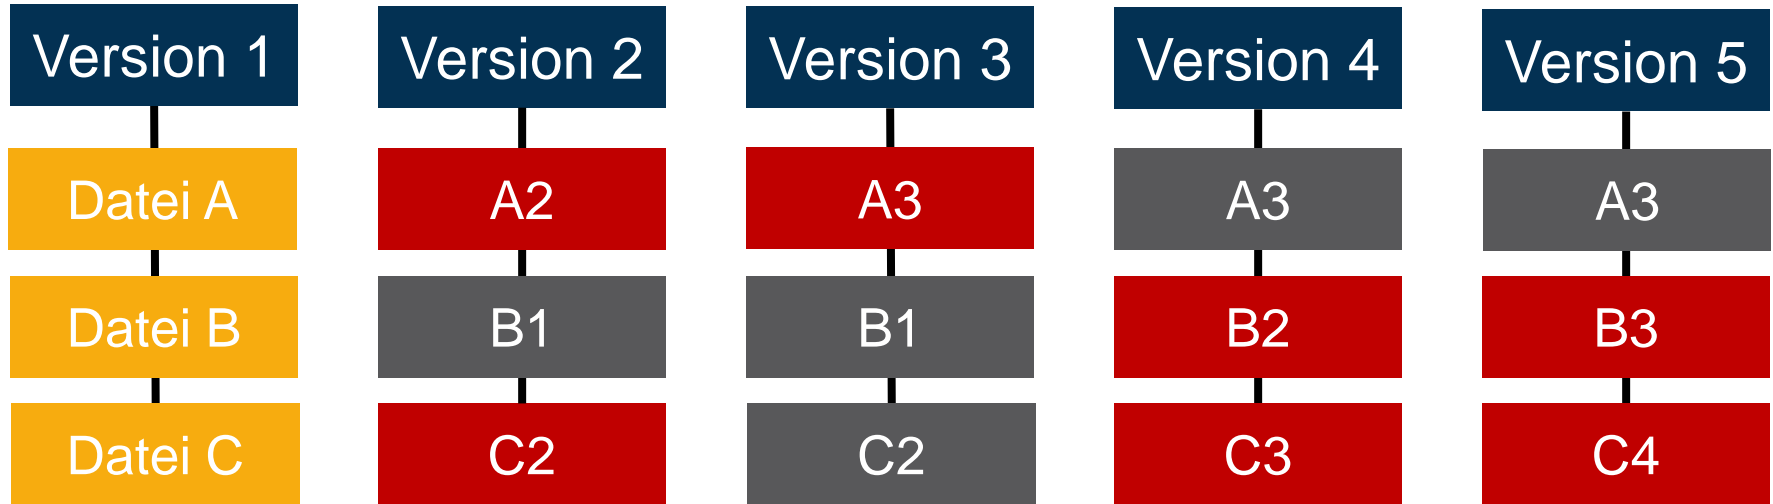 Version 1
Version 2
Version 3
Version 4
Version 5
Datei A
A2
A3
A3
A3
Datei B
B1
B1
B2
B3
Datei C
C2
C2
C3
C4